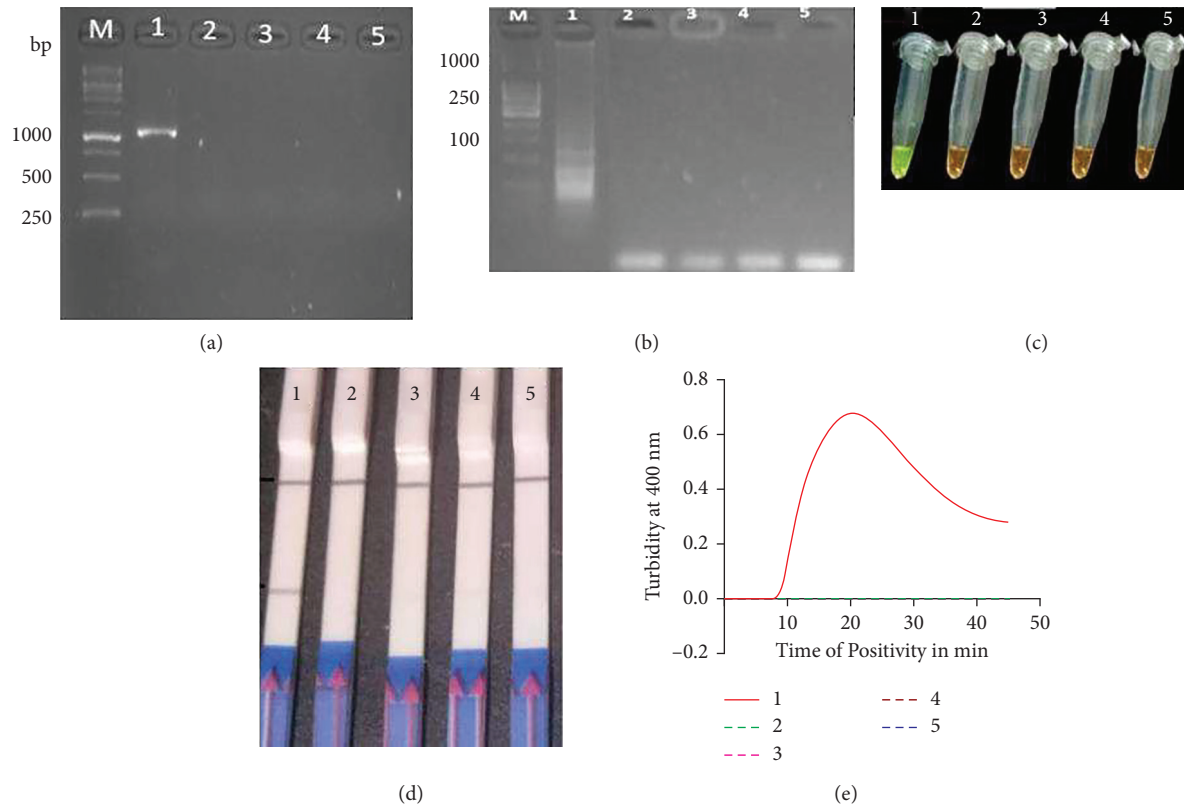 bp
M 1 2 3 4 5
1000
500
250
(a)
M 1 2 3 4 5
1000
250
100
(b)
1 2 3 4 5
(c)
1 2 3 4 5
(d)
0.8
0.6
0.4
0.2
0.0
–0.2
Turbidity at 400 nm
10 20 30 40 50
Time of Positivity in min
1 4
2 5
3
(e)